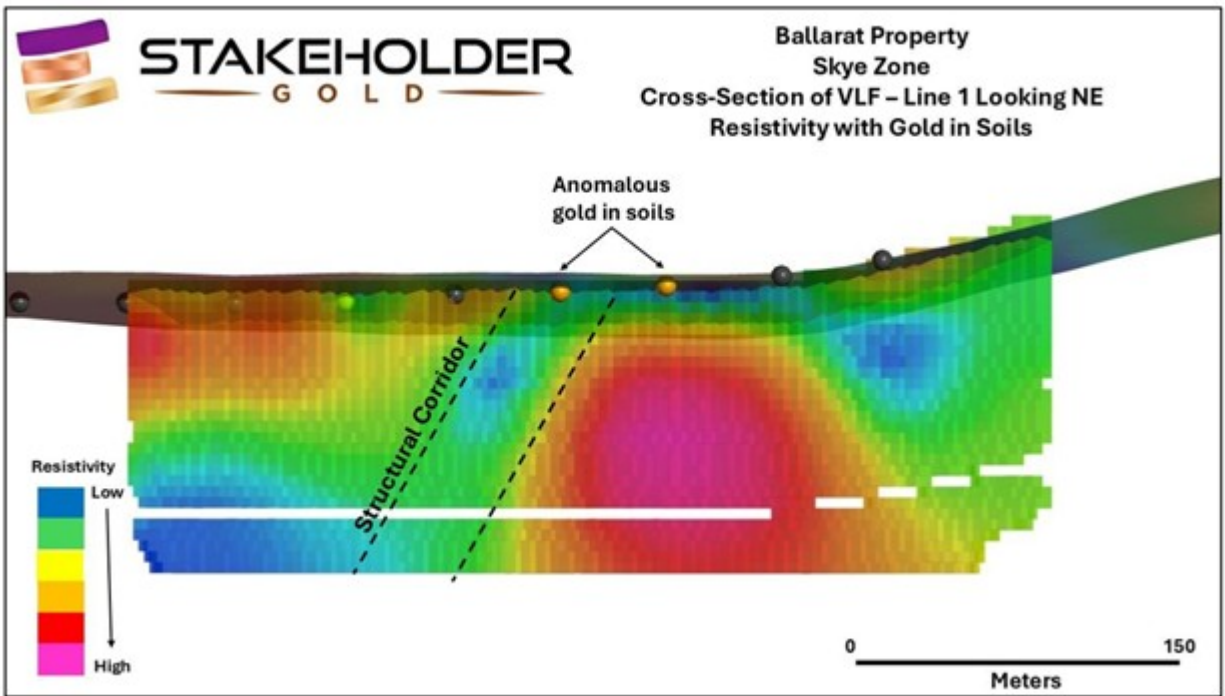 STAKEHOLDER
GOLD
Ballarat Property
Skye Zone
Cross-Section of VLF – Line 1 Looking NE
Resistivity with Gold in Soils
Anomalous
gold in soils
Structural Corridor
Resistivity
Low
High
0 150
Meters